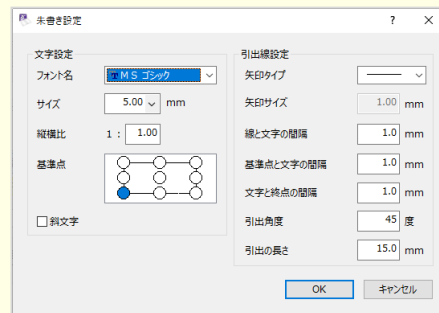 朱書き設定
文字設定
フォント名 MS ゴシック
サイズ 5.00 mm
縦横比 1 : 1.00
基準点
斜文字
引出線設定
矢印タイプ
矢印サイズ 1.00 mm
線と文字の間隔 1.0 mm
基準点と文字の間隔 1.0 mm
文字と終点の間隔 1.0 mm
引出角度 45 度
引出の長さ 15.0 mm
OK キャンセル